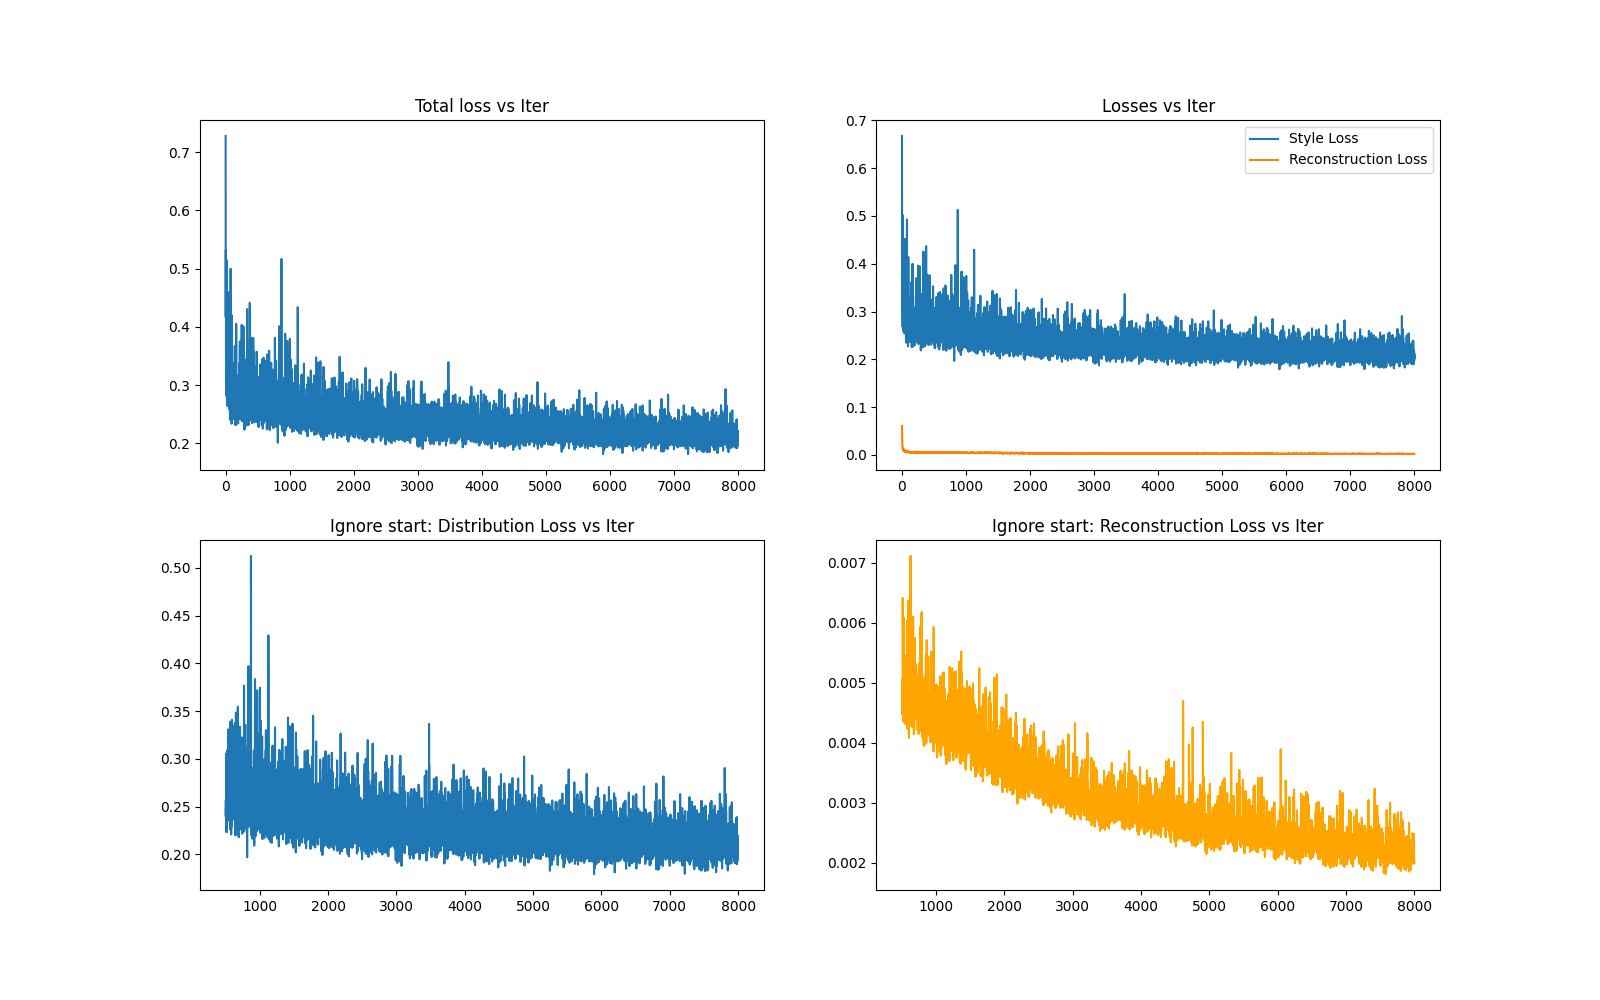 Total loss vs Iter
0.7
0.6
0.5
0.4
0.3
0.2
0 1000 2000 3000 4000 5000 6000 7000 8000
Losses vs Iter
0.7
0.6
0.5
0.4
0.3
0.2
0.1
0.0
Style Loss
Reconstruction Loss
0 1000 2000 3000 4000 5000 6000 7000 8000
Ignore start: Distribution Loss vs Iter
0.50
0.45
0.40
0.35
0.30
0.25
0.20
1000 2000 3000 4000 5000 6000 7000 8000
Ignore start: Reconstruction Loss vs Iter
0.007
0.006
0.005
0.004
0.003
0.002
1000 2000 3000 4000 5000 6000 7000 8000